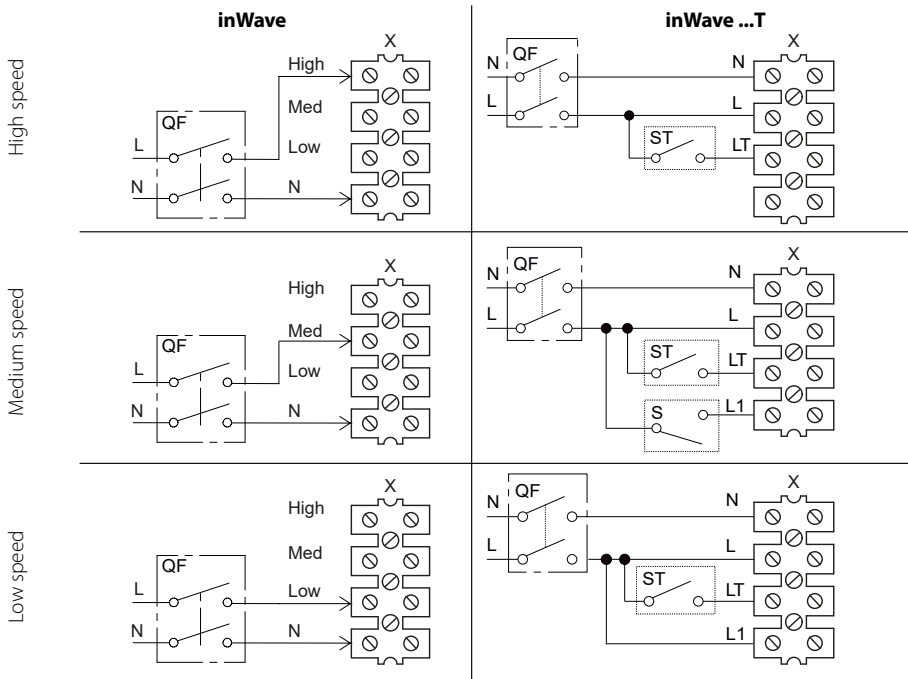 inWave
inWave ...T
High speed
X
High
Med
Low
N
QF
L
N
X
QF
N
L
N
L
ST
LT
Medium speed
X
High
Med
Low
N
QF
L
N
X
QF
N
L
N
L
ST
LT
S
L1
Low speed
X
High
Med
Low
N
QF
L
N
X
QF
N
L
N
L
ST
LT
L1